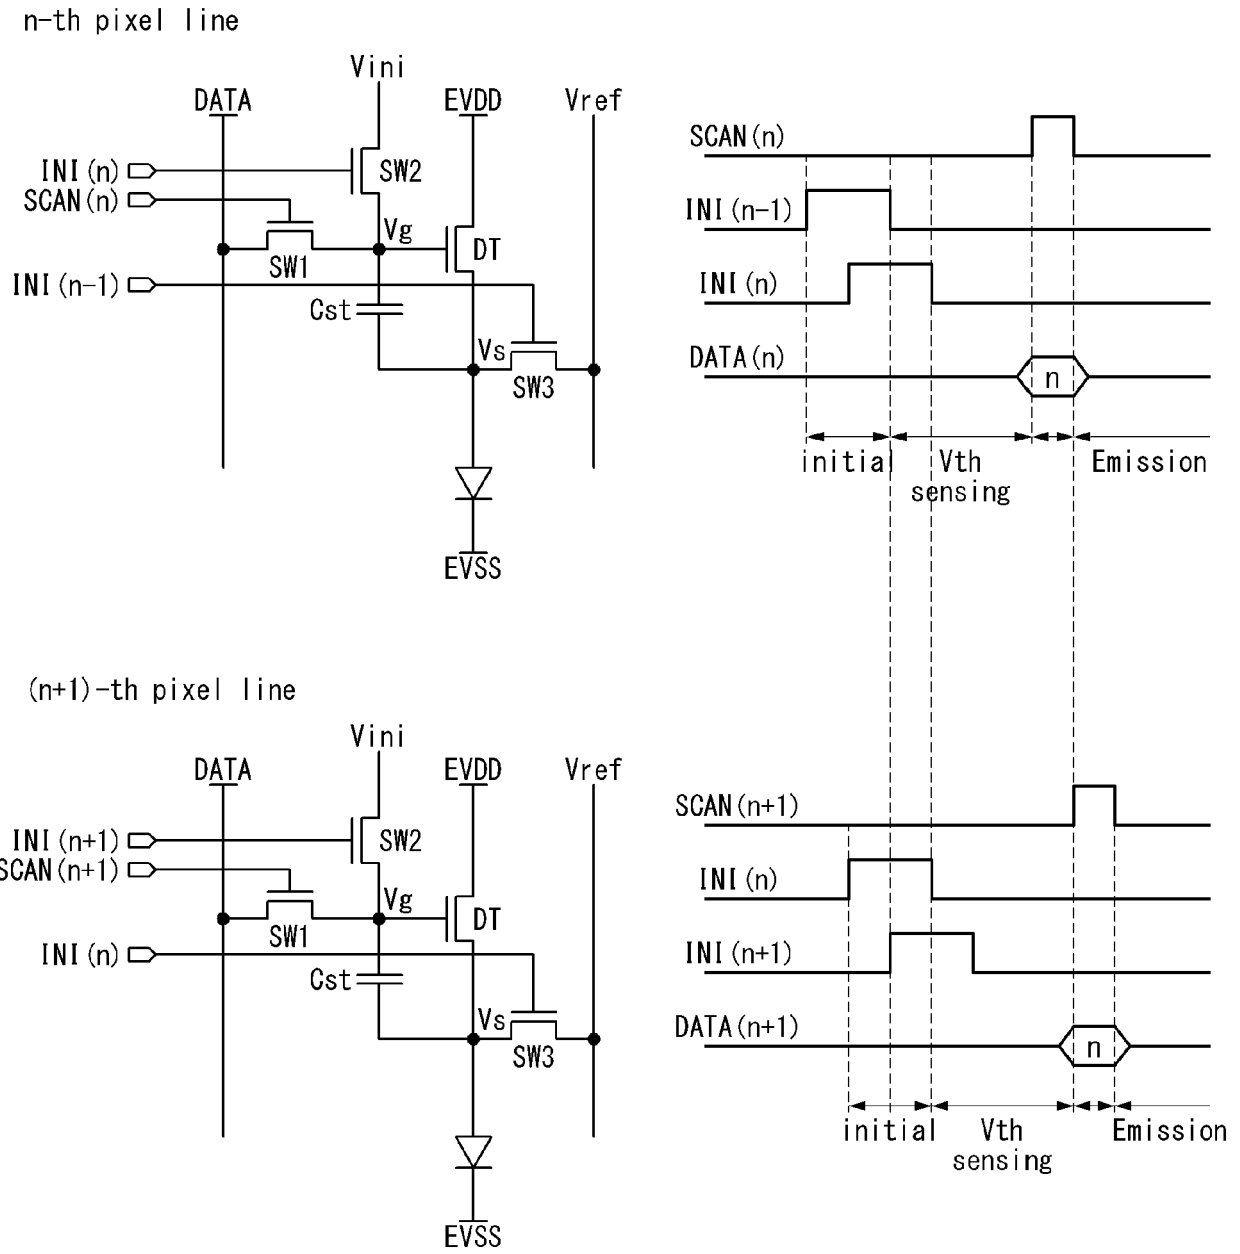 n-th pixel line
Vini
DATA
EVDD
Vref
INI(n)
SW2
SCAN(n)
Vg
DT
SW1
INI(n-1)
Cst
Vs
SW3
EVSS
SCAN(n)
INI(n-1)
INI(n)
DATA(n)
n
initial
Vth
sensing
Emission
(n+1)-th pixel line
Vini
DATA
EVDD
Vref
INI(n+1)
SW2
SCAN(n+1)
Vg
DT
SW1
INI(n)
Cst
Vs
SW3
EVSS
SCAN(n+1)
INI(n)
INI(n+1)
DATA(n+1)
n
initial
Vth
sensing
Emission